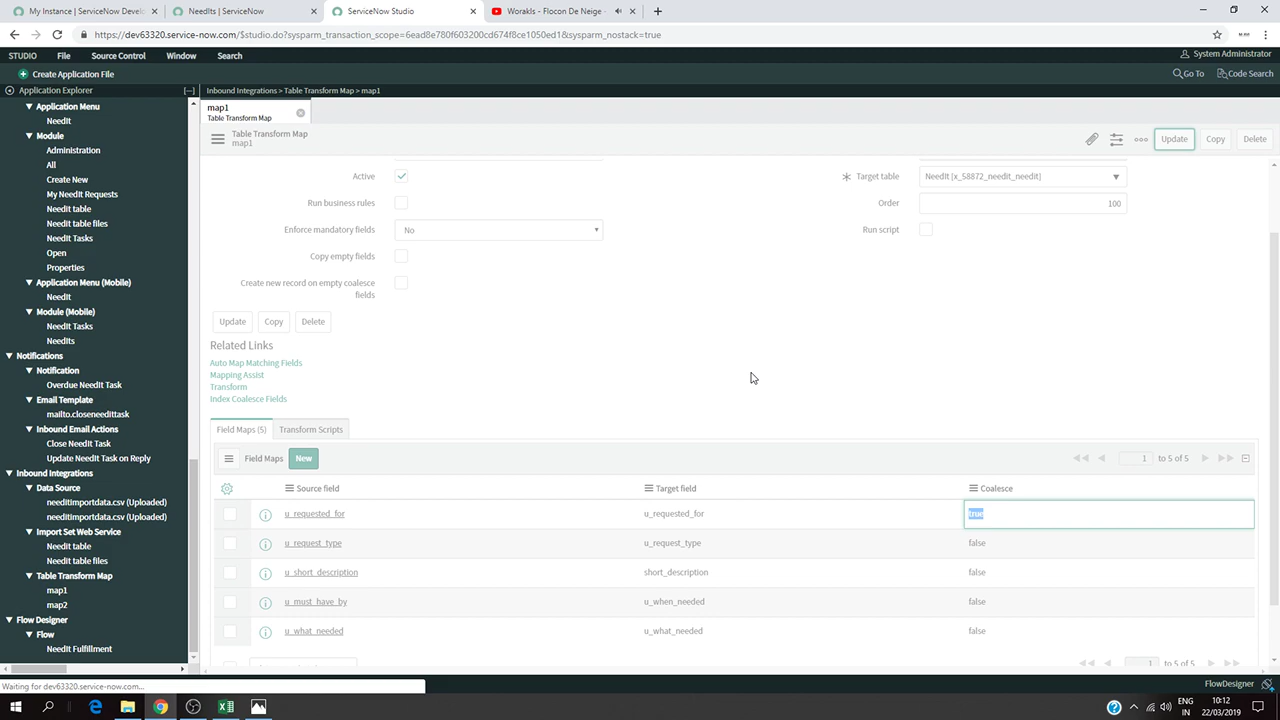 My Instance | ServiceNow Develo
NeedIts | ServiceNow
ServiceNow Studio
Worakls - Flocon De Neige -
https://dev63320.service-now.com/$studio.do?sysparm_transaction_scope=6ead8e780f603200cd674f8ce1050ed1&sysparm_nostack=true
STUDIO File Source Control Window Search
System Administrator
Create Application File
Go To
Code Search
Application Explorer
Inbound Integrations > Table Transform Map > map1
Application Menu
NeedIt
Module
Administration
All
Create New
My NeedIt Requests
NeedIt table
NeedIt table files
NeedIt Tasks
Open
Properties
Application Menu (Mobile)
NeedIt
Module (Mobile)
NeedIt Tasks
NeedIts
Notifications
Notification
Overdue NeedIt Task
Email Template
mailto.closeneedittask
Inbound Email Actions
Close NeedIt Task
Update NeedIt Task on Reply
Inbound Integrations
Data Source
needitimportdata.csv (Uploaded)
needitimportdata.csv (Uploaded)
Import Set Web Service
NeedIt table
NeedIt table files
Table Transform Map
map1
map2
Flow Designer
Flow
NeedIt Fulfillment
map1
Table Transform Map
Table Transform Map
map1
Update Copy Delete
Active
Target table NeedIt [x_58872_needit_needit]
Run business rules
Order 100
Enforce mandatory fields No
Run script
Copy empty fields
Create new record on empty coalesce
fields
Update Copy Delete
Related Links
Auto Map Matching Fields
Mapping Assist
Transform
Index Coalesce Fields
Field Maps (5) Transform Scripts
Field Maps New 1 to 5 of 5
Source field Target field Coalesce
u_requested_for u_requested_for true
u_request_type u_request_type false
u_short_description short_description false
u_must_have_by u_when_needed false
u_what_needed u_what_needed false
1 to 5 of 5
Waiting for dev63320.service-now.com...
FlowDesigner
ENG
IN
10:12
22/03/2019